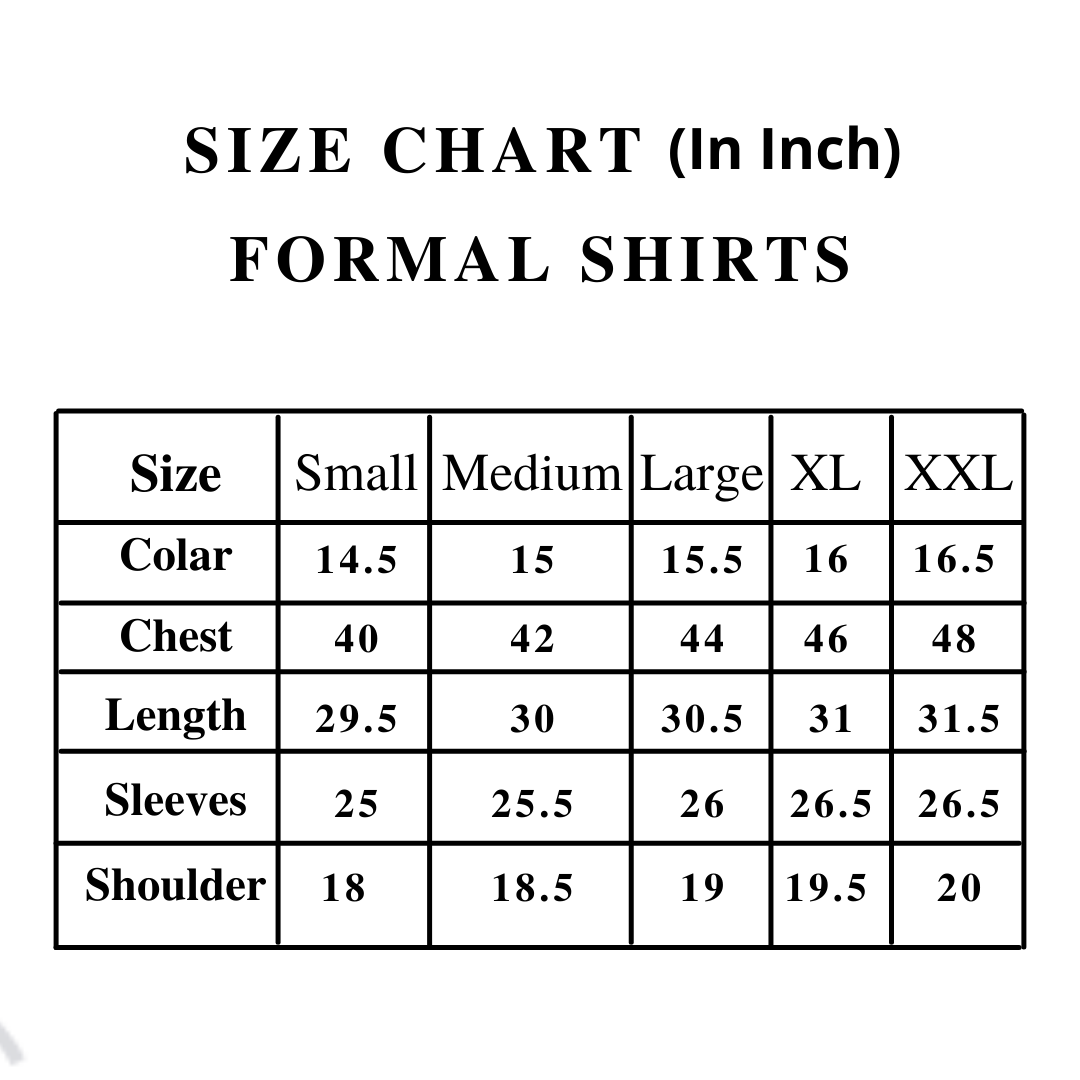 SIZE CHART (In Inch)
FORMAL SHIRTS
Size Small Medium Large XL XXL
Colar 14.5 15 15.5 16 16.5
Chest 40 42 44 46 48
Length 29.5 30 30.5 31 31.5
Sleeves 25 25.5 26 26.5 26.5
Shoulder 18 18.5 19 19.5 20